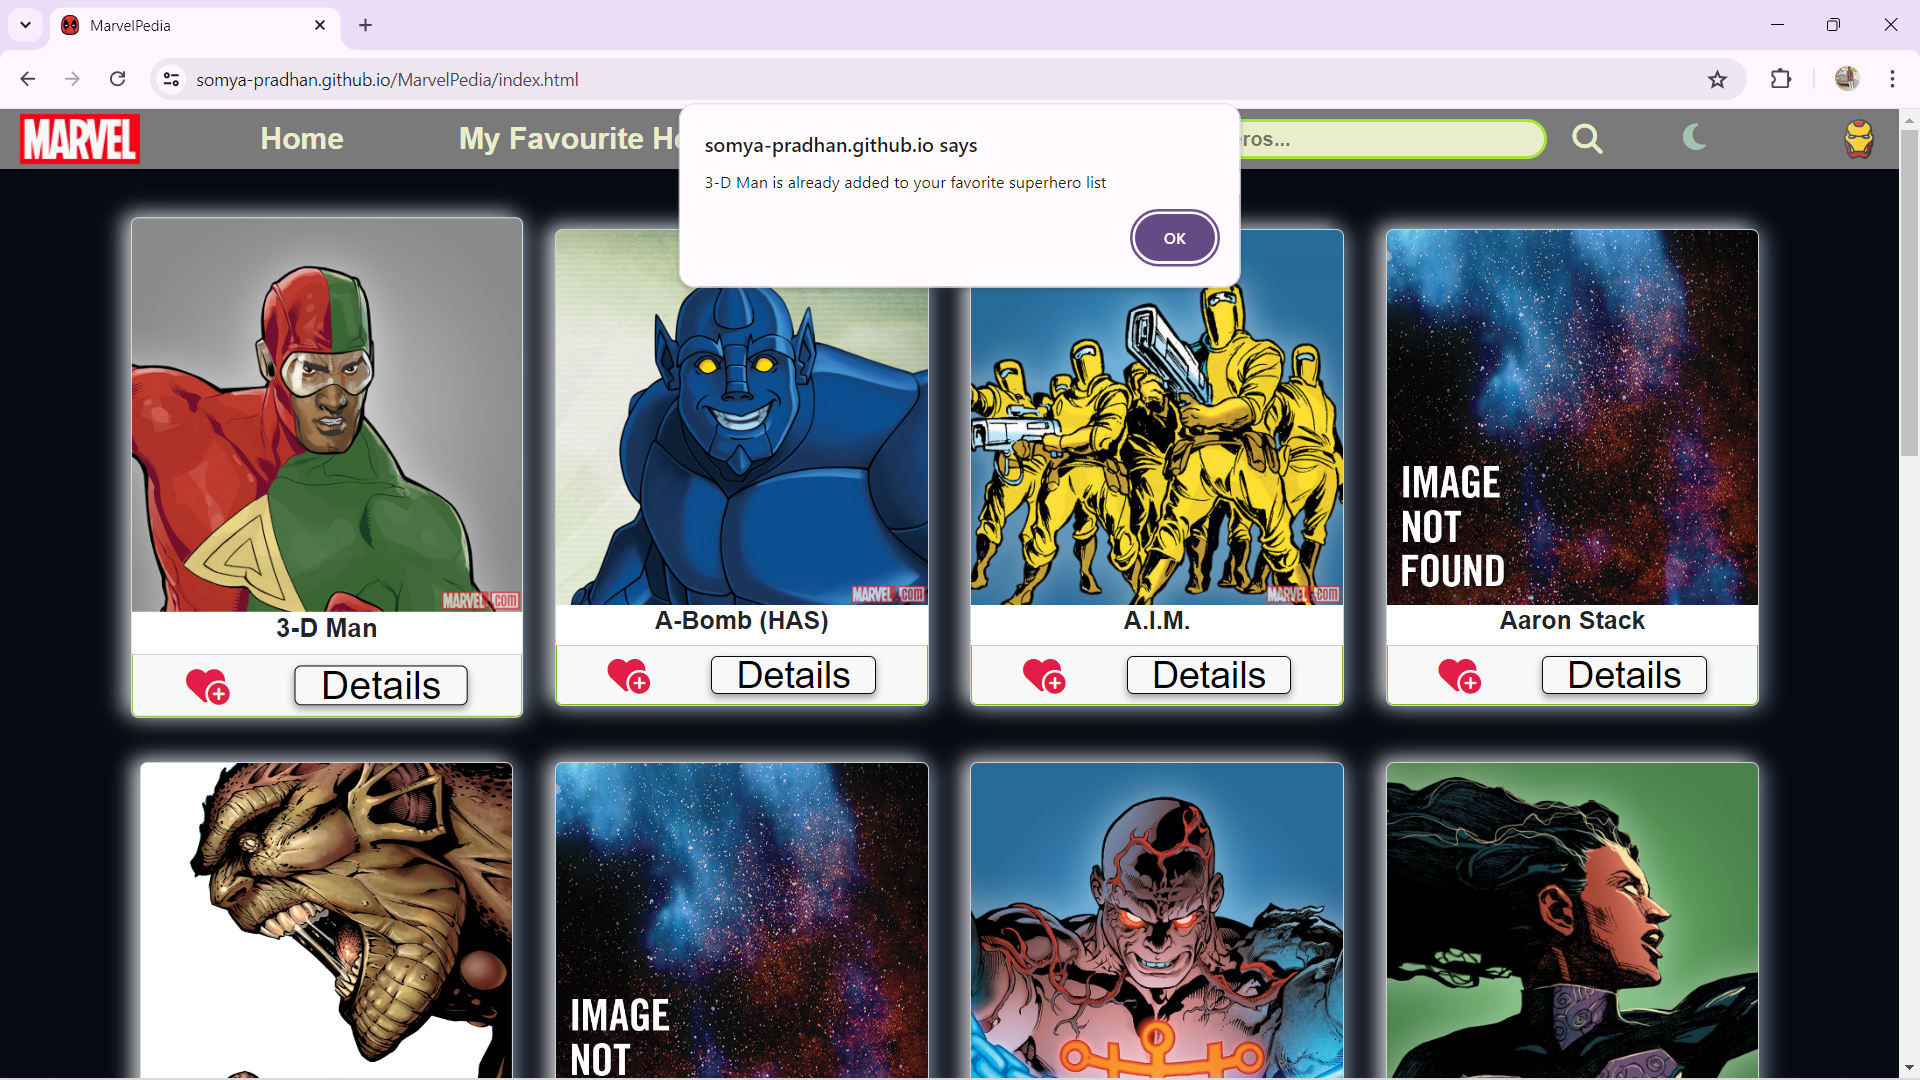 MarvelPedia
somya-pradhan.github.io/MarvelPedia/index.html
MARVEL
Home
My Favourite He
ros...
somya-pradhan.github.io says
3-D Man is already added to your favorite superhero list
OK
MARVEL.COM
MARVEL.COM
MARVEL.COM
IMAGE
NOT
FOUND
3-D Man
A-Bomb (HAS)
A.I.M.
Aaron Stack
Details
Details
Details
Details
IMAGE
NOT